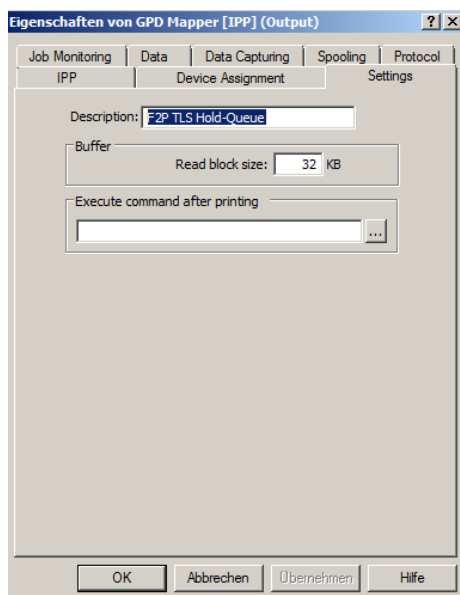 Eigenschaften von GPD Mapper [IPP] (Output)
Job Monitoring Data Data Capturing Spooling Protocol
IPP Device Assignment Settings
Description: F2P TLS Hold-Queue
Buffer
Read block size: 32 KB
Execute command after printing
...
OK Abbrechen Übernehmen Hilfe